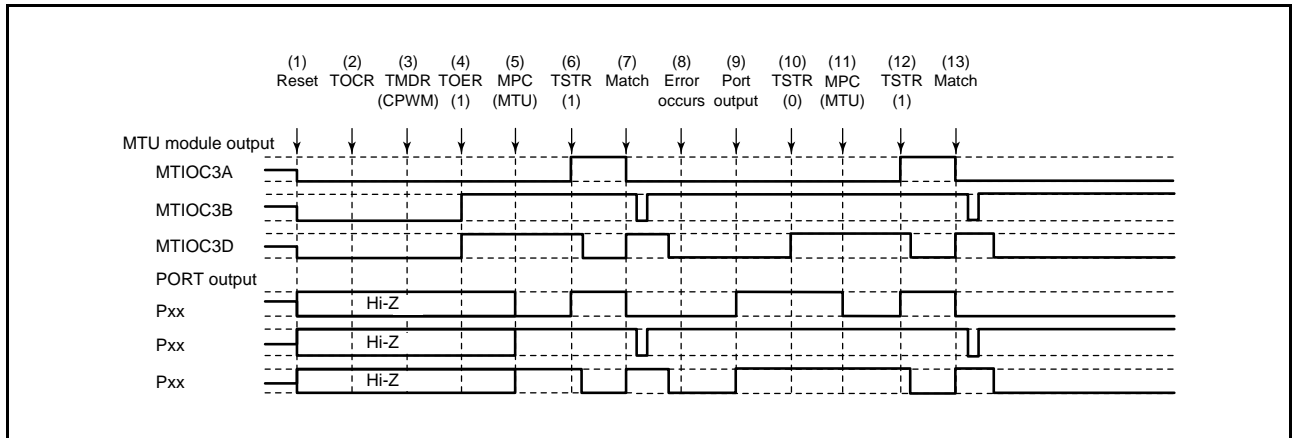 (1) (2) (3) (4) (5) (6) (7) (8) (9) (10) (11) (12) (13)
Reset TOCR TMDR TOER MPC TSTR Match Error Port TSTR MPC TSTR Match
(CPWM) (1) (MTU) (1) occurs output (0) (MTU) (1)
MTU module output
MTIOC3A
MTIOC3B
MTIOC3D
PORT output
Pxx Hi-Z
Pxx Hi-Z
Pxx Hi-Z